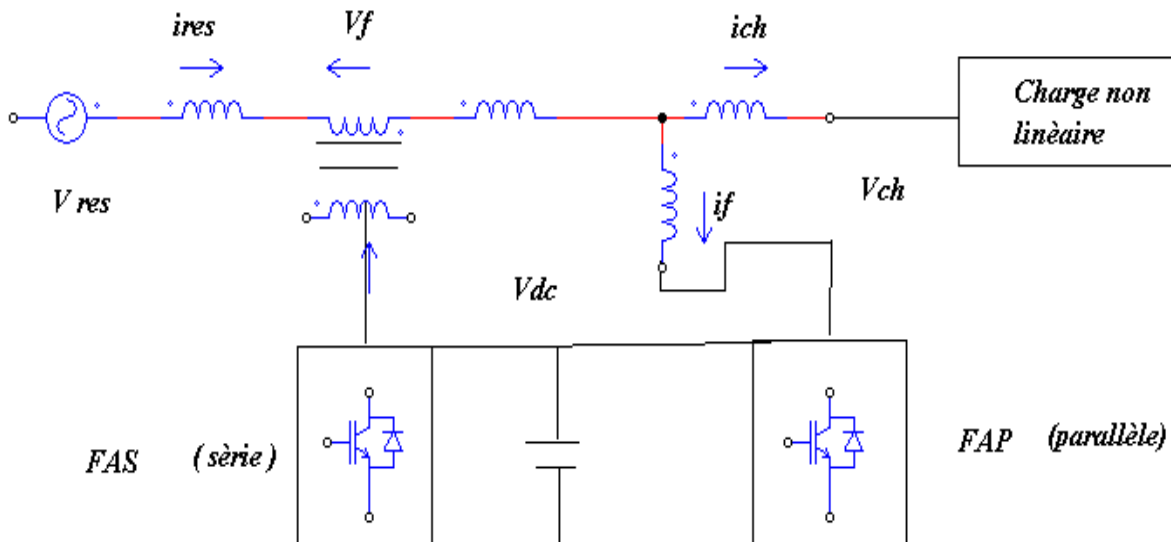 ires
Vf
ich
Charge non
linèaire
V res
if
Vch
Vdc
FAS ( sèrie )
FAP (parallèle)